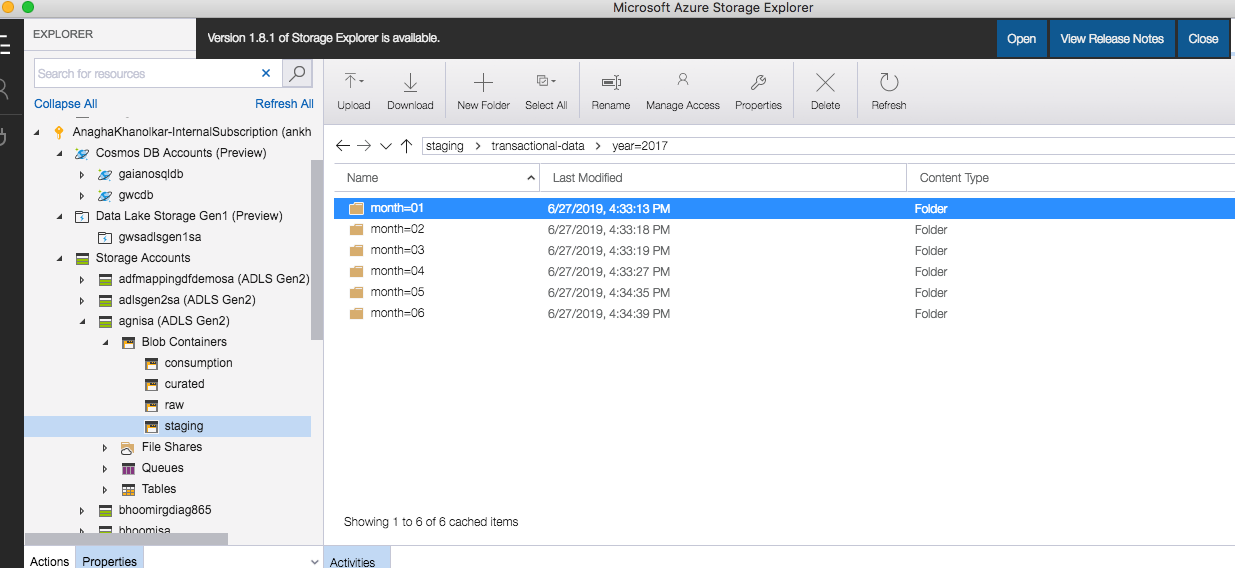 Microsoft Azure Storage Explorer
EXPLORER
Version 1.8.1 of Storage Explorer is available.
Open
View Release Notes
Close
Search for resources
Collapse All
Refresh All
Upload
Download
New Folder
Select All
Rename
Manage Access
Properties
Delete
Refresh
AnaghaKhanolkar-InternalSubscription (ankh
Cosmos DB Accounts (Preview)
gaianosqldb
gwcdb
Data Lake Storage Gen1 (Preview)
gwsadlsgen1sa
Storage Accounts
adfmappingdfdemosa (ADLS Gen2)
adlsgen2sa (ADLS Gen2)
agnisa (ADLS Gen2)
Blob Containers
consumption
curated
raw
staging
File Shares
Queues
Tables
bhoomirgdiag865
bhoomisa
Actions
Properties
staging > transactional-data > year=2017
Name Last Modified Content Type
month=01 6/27/2019, 4:33:13 PM Folder
month=02 6/27/2019, 4:33:18 PM Folder
month=03 6/27/2019, 4:33:19 PM Folder
month=04 6/27/2019, 4:33:27 PM Folder
month=05 6/27/2019, 4:34:35 PM Folder
month=06 6/27/2019, 4:34:39 PM Folder
Showing 1 to 6 of 6 cached items
Activities